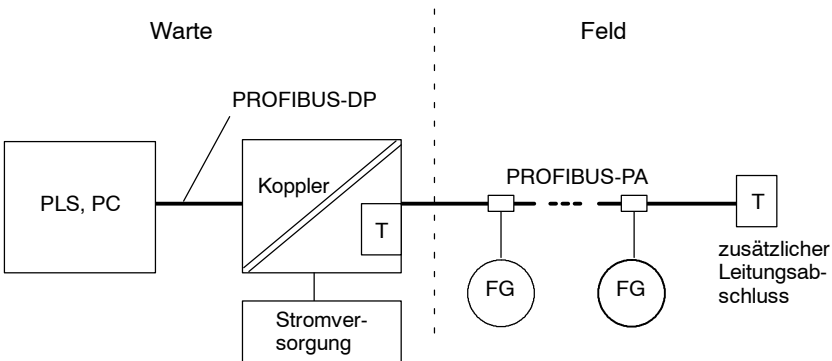 Warte
Feld
PROFIBUS-DP
PLS, PC
Koppler
T
PROFIBUS-PA
T
FG
FG
zusätzlicher
Leitungsab-
schluss
Stromver-
sorgung